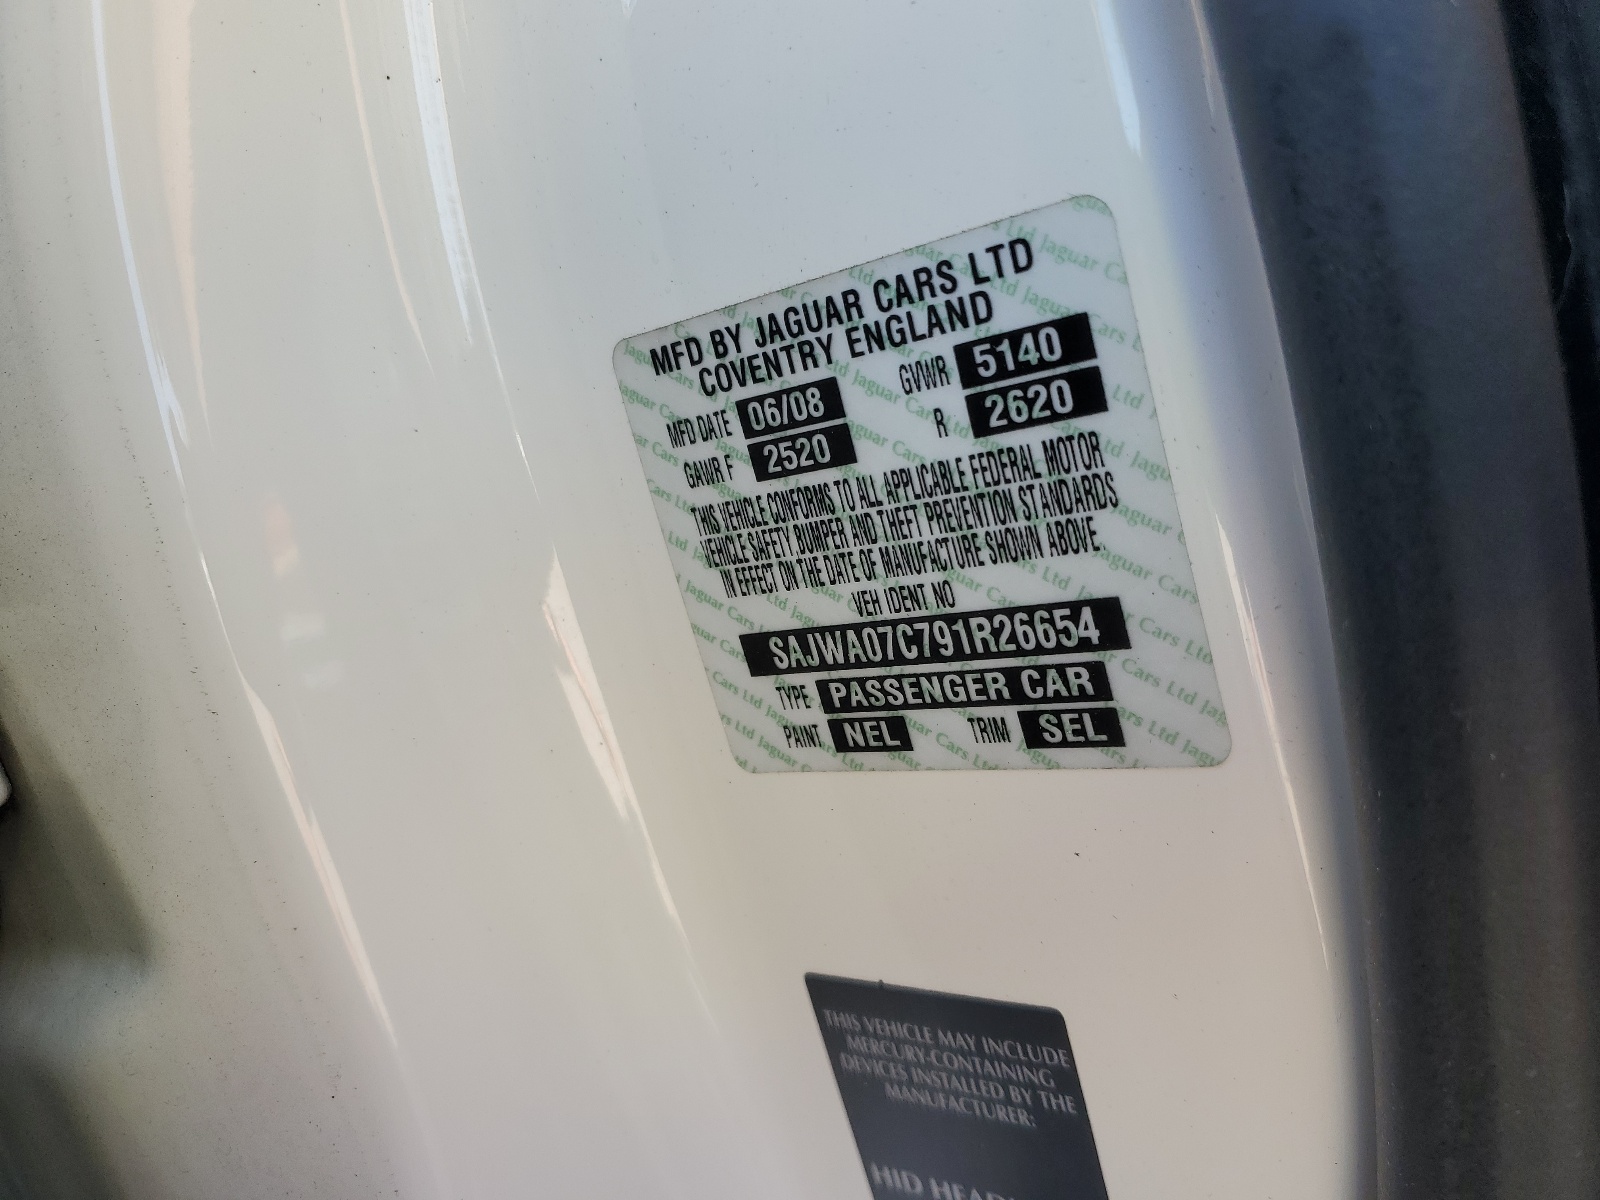 MFD BY JAGUAR CARS LTD
COVENTRY ENGLAND
MFD DATE 06/08 GVWR 5140
GAWR F 2520 R 2620
THIS VEHICLE CONFORMS TO ALL APPLICABLE FEDERAL MOTOR
VEHICLE SAFETY, BUMPER AND THEFT PREVENTION STANDARDS
IN EFFECT ON THE DATE OF MANUFACTURE SHOWN ABOVE.
VEH IDENT NO
SAJWA07C791R26654
TYPE PASSENGER CAR
PAINT NEL TRIM SEL
THIS VEHICLE MAY INCLUDE
MERCURY-CONTAINING
DEVICES INSTALLED BY THE
MANUFACTURER:
HID